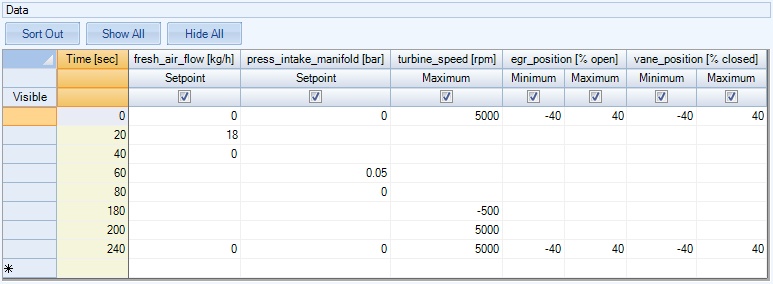 Data
Sort Out Show All Hide All
Time [sec] fresh_air_flow [kg/h] press_intake_manifold [bar] turbine_speed [rpm] egr_position [% open] vane_position [% closed]
Setpoint Setpoint Maximum Minimum Maximum Minimum Maximum
Visible
0 0 0 5000 -40 40 -40 40
20 18
40 0
60 0.05
80 0
180 -500
200 5000
240 0 0 5000 -40 40 -40 40
*